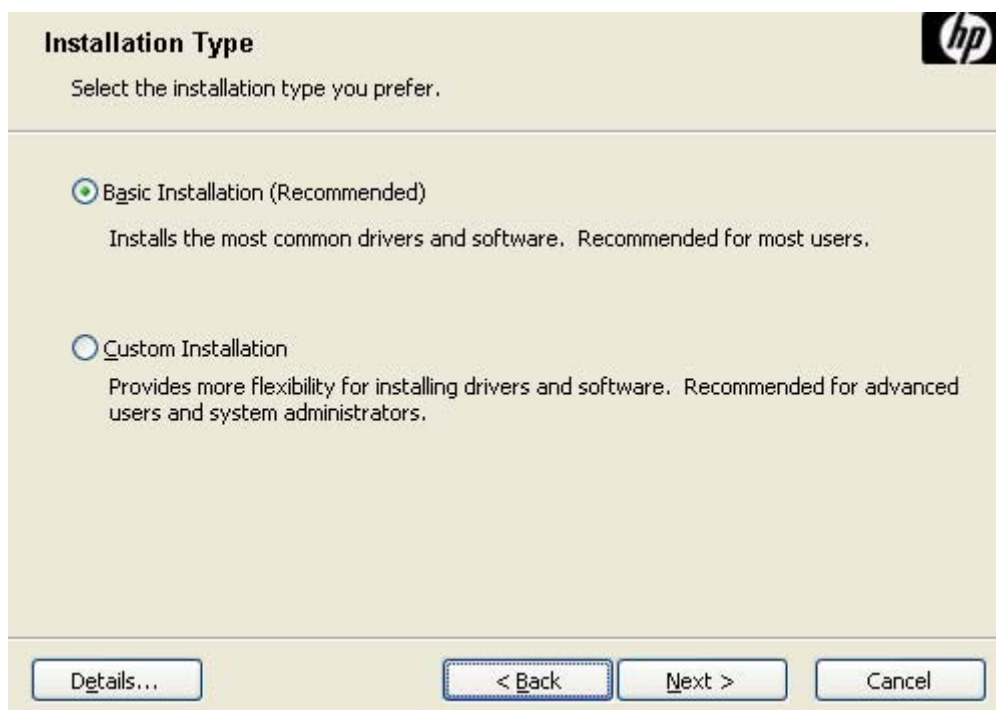 Installation Type
hp
Select the installation type you prefer.
Basic Installation (Recommended)
Installs the most common drivers and software. Recommended for most users.
Custom Installation
Provides more flexibility for installing drivers and software. Recommended for advanced
users and system administrators.
Details...
< Back
Next >
Cancel